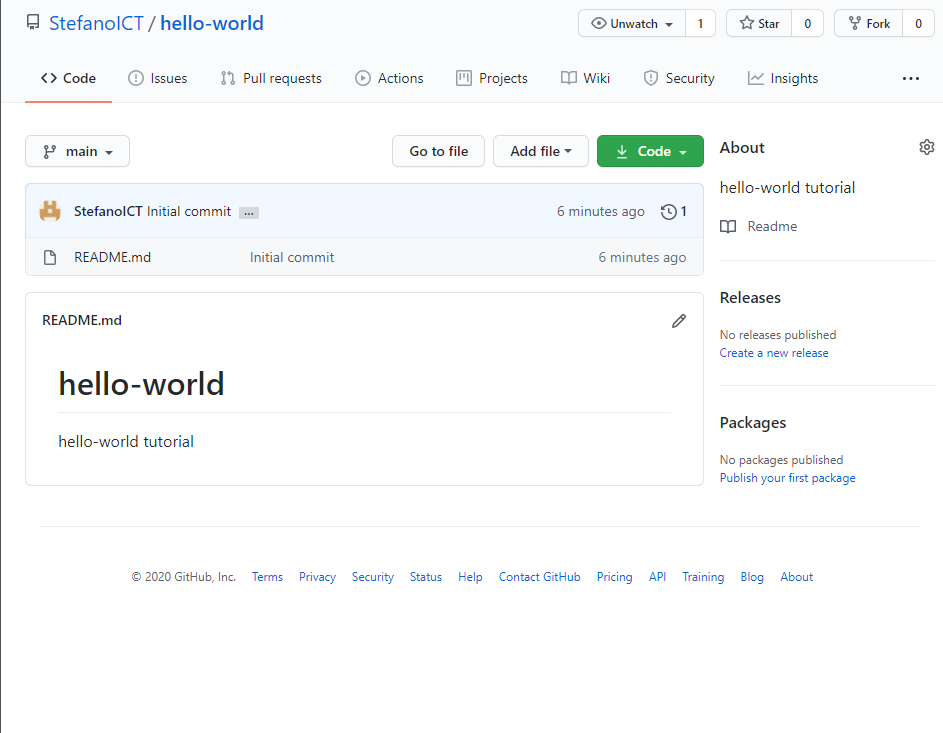 StefanoICT / hello-world Unwatch 1 Star 0 Fork 0
Code Issues Pull requests Actions Projects Wiki Security Insights ...
main Go to file Add file Code About
hello-world tutorial
StefanoICT Initial commit ... 6 minutes ago 1
Readme
README.md Initial commit 6 minutes ago
Releases
README.md
No releases published
Create a new release
hello-world
Packages
hello-world tutorial
No packages published
Publish your first package
© 2020 GitHub, Inc. Terms Privacy Security Status Help Contact GitHub Pricing API Training Blog About